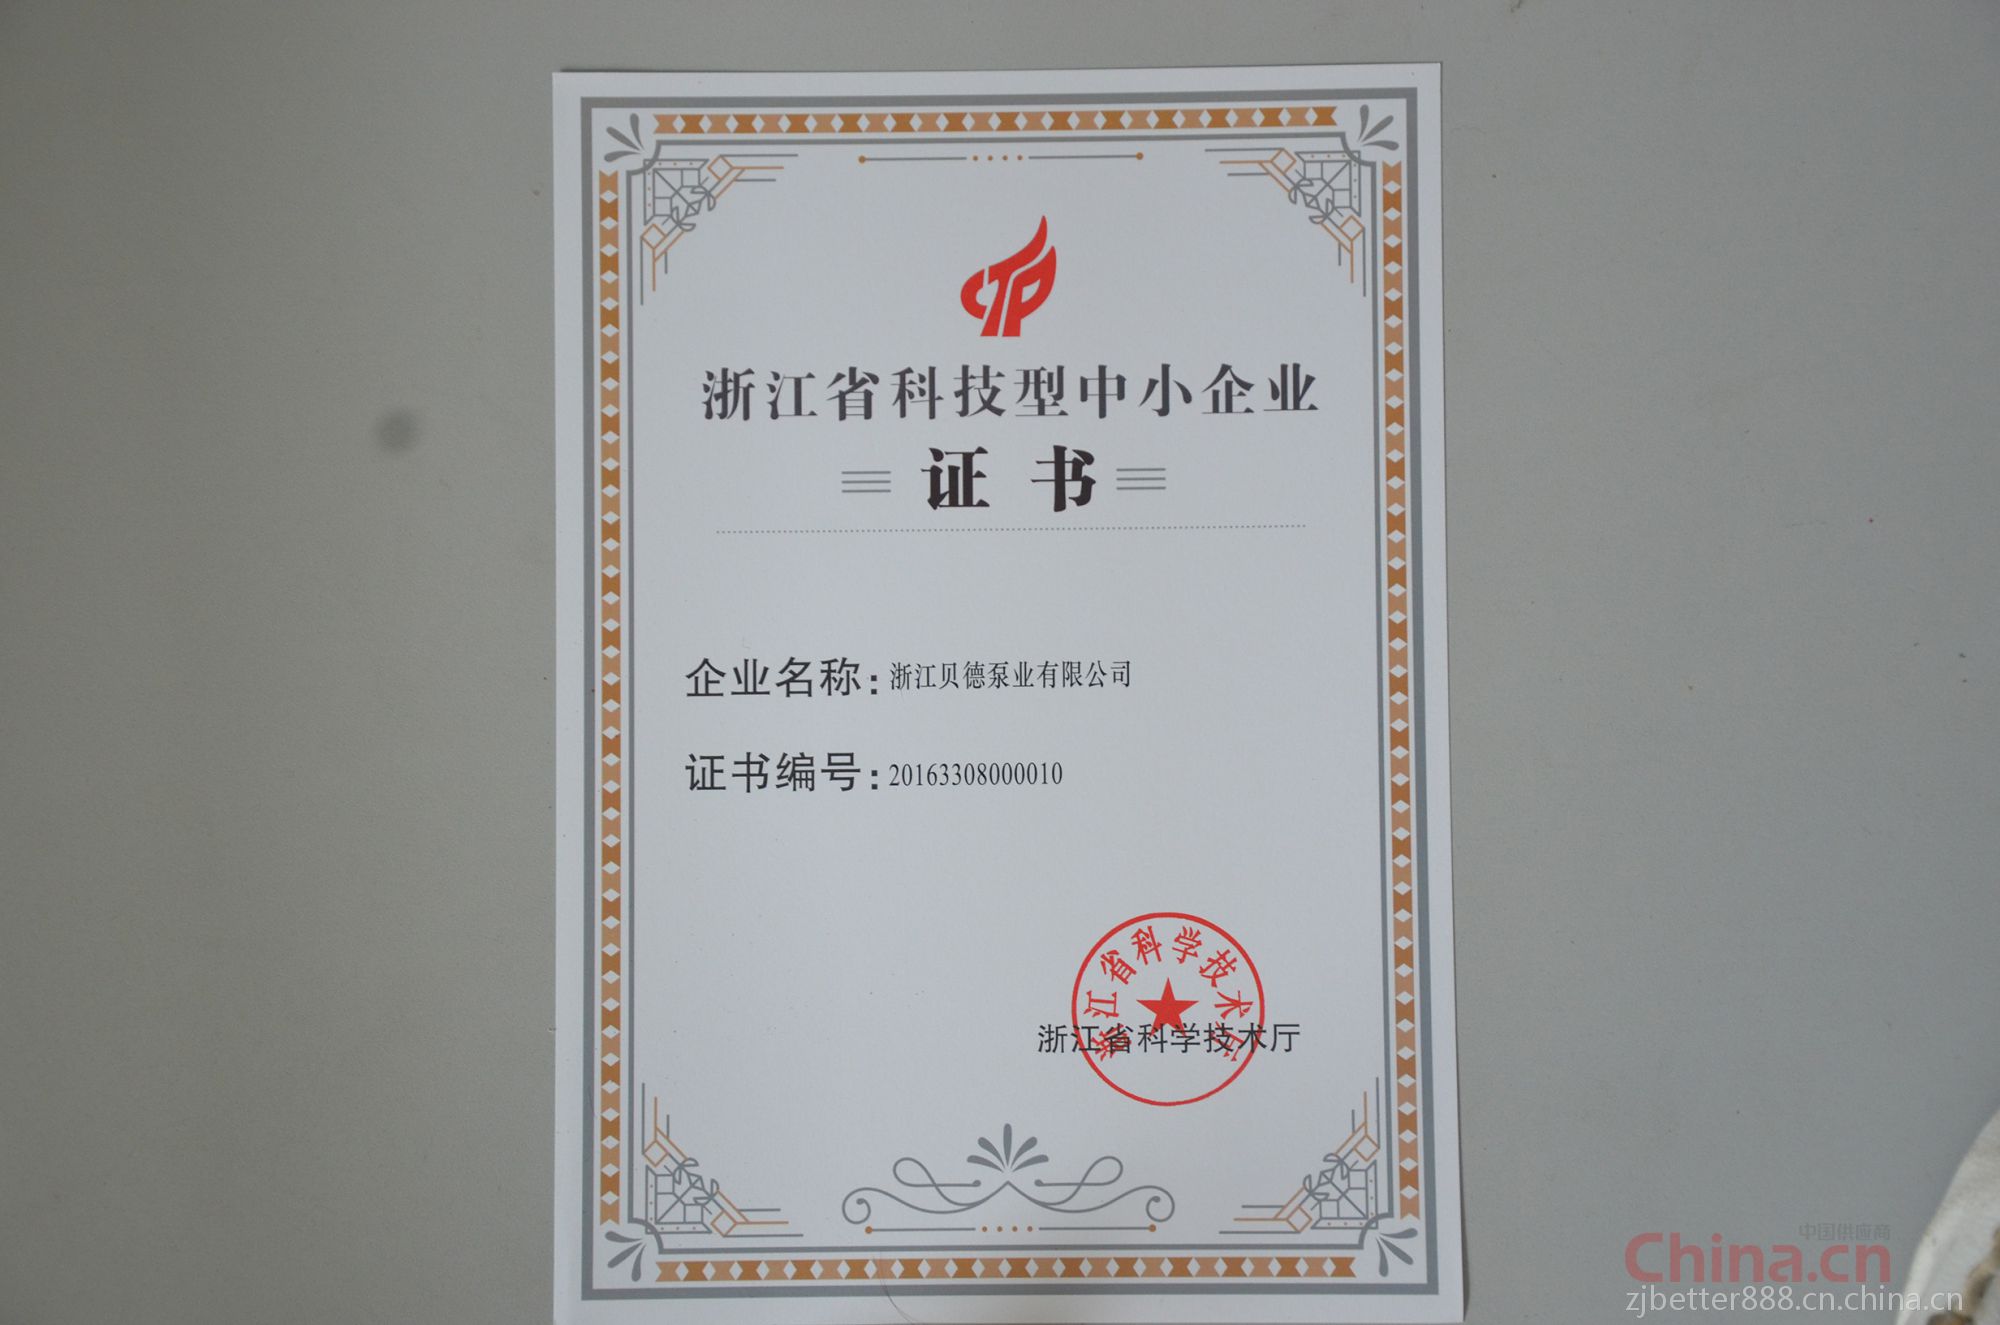 CTP
浙江省科技型中小企业
证书
企业名称：浙江贝德泵业有限公司
证书编号：20163308000010
浙江省科学技术厅
浙江省科学技术厅
中国供应商
China.cn
zjbetter888.cn.china.cn